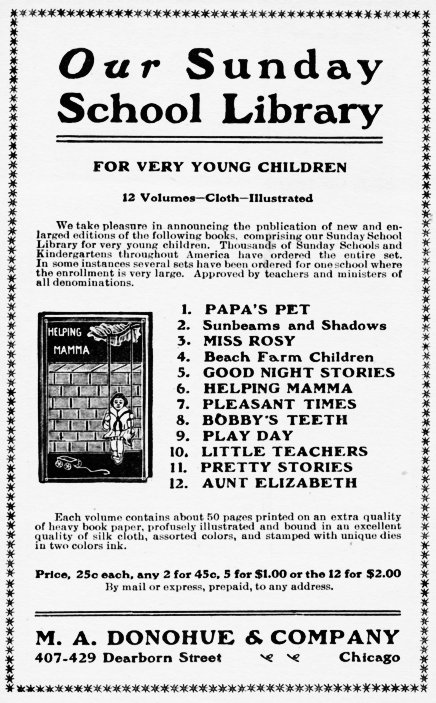 Our Sunday
School Library
FOR VERY YOUNG CHILDREN
12 Volumes—Cloth—Illustrated
We take pleasure in announcing the publication of new and en-
larged editions of the following books, comprising our Sunday School
Library for very young children. Thousands of Sunday Schools and
Kindergartens throughout America have ordered the entire set.
In some instances several sets have been ordered for one school where
the enrollment is very large. Approved by teachers and ministers of
all denominations.
HELPING
MAMMA
1. PAPA'S PET
2. Sunbeams and Shadows
3. MISS ROSY
4. Beach Farm Children
5. GOOD NIGHT STORIES
6. HELPING MAMMA
7. PLEASANT TIMES
8. BOBBY'S TEETH
9. PLAY DAY
10. LITTLE TEACHERS
11. PRETTY STORIES
12. AUNT ELIZABETH
Each volume contains about 50 pages printed on an extra quality
of heavy book paper, profusely illustrated and bound in an excellent
quality of silk cloth, assorted colors, and stamped with unique dies
in two colors ink.
Price, 25c each, any 2 for 45c, 5 for $1.00 or the 12 for $2.00
By mail or express, prepaid, to any address.
M. A. DONOHUE & COMPANY
407-429 Dearborn Street Chicago